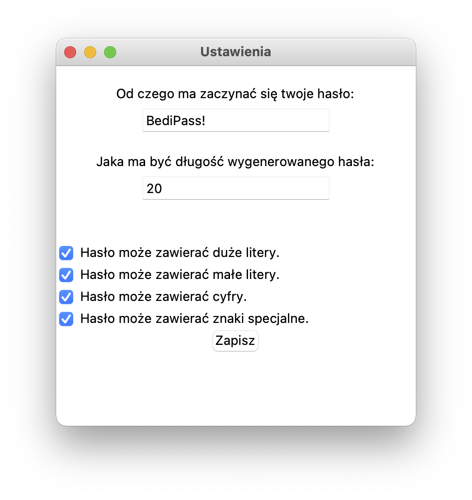 Ustawienia
Od czego ma zaczynać się twoje hasło:
BediPass!
Jaka ma być długość wygenerowanego hasła:
20
Hasło może zawierać duże litery.
Hasło może zawierać małe litery.
Hasło może zawierać cyfry.
Hasło może zawierać znaki specjalne.
Zapisz